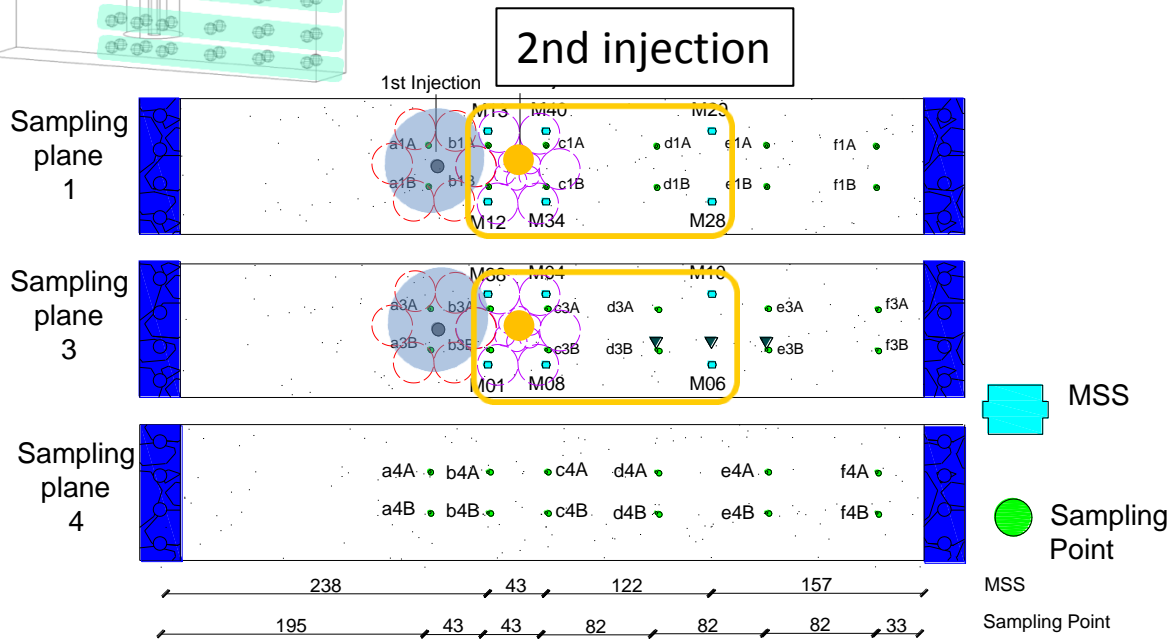 2nd injection
1st Injection
Sampling
plane
1
M13 M40 M29
a1A b1A c1A d1A e1A f1A
a1B b1B c1B d1B e1B f1B
M12 M34 M28
Sampling
plane
3
a3A b3A c3A d3A e3A f3A
a3B b3B c3B d3B e3B f3B
M01 M08 M06
Sampling
plane
4
a4A b4A c4A d4A e4A f4A
a4B b4B c4B d4B e4B f4B
MSS
Sampling
Point
238 43 122 157 MSS
195 43 43 82 82 82 33 Sampling Point